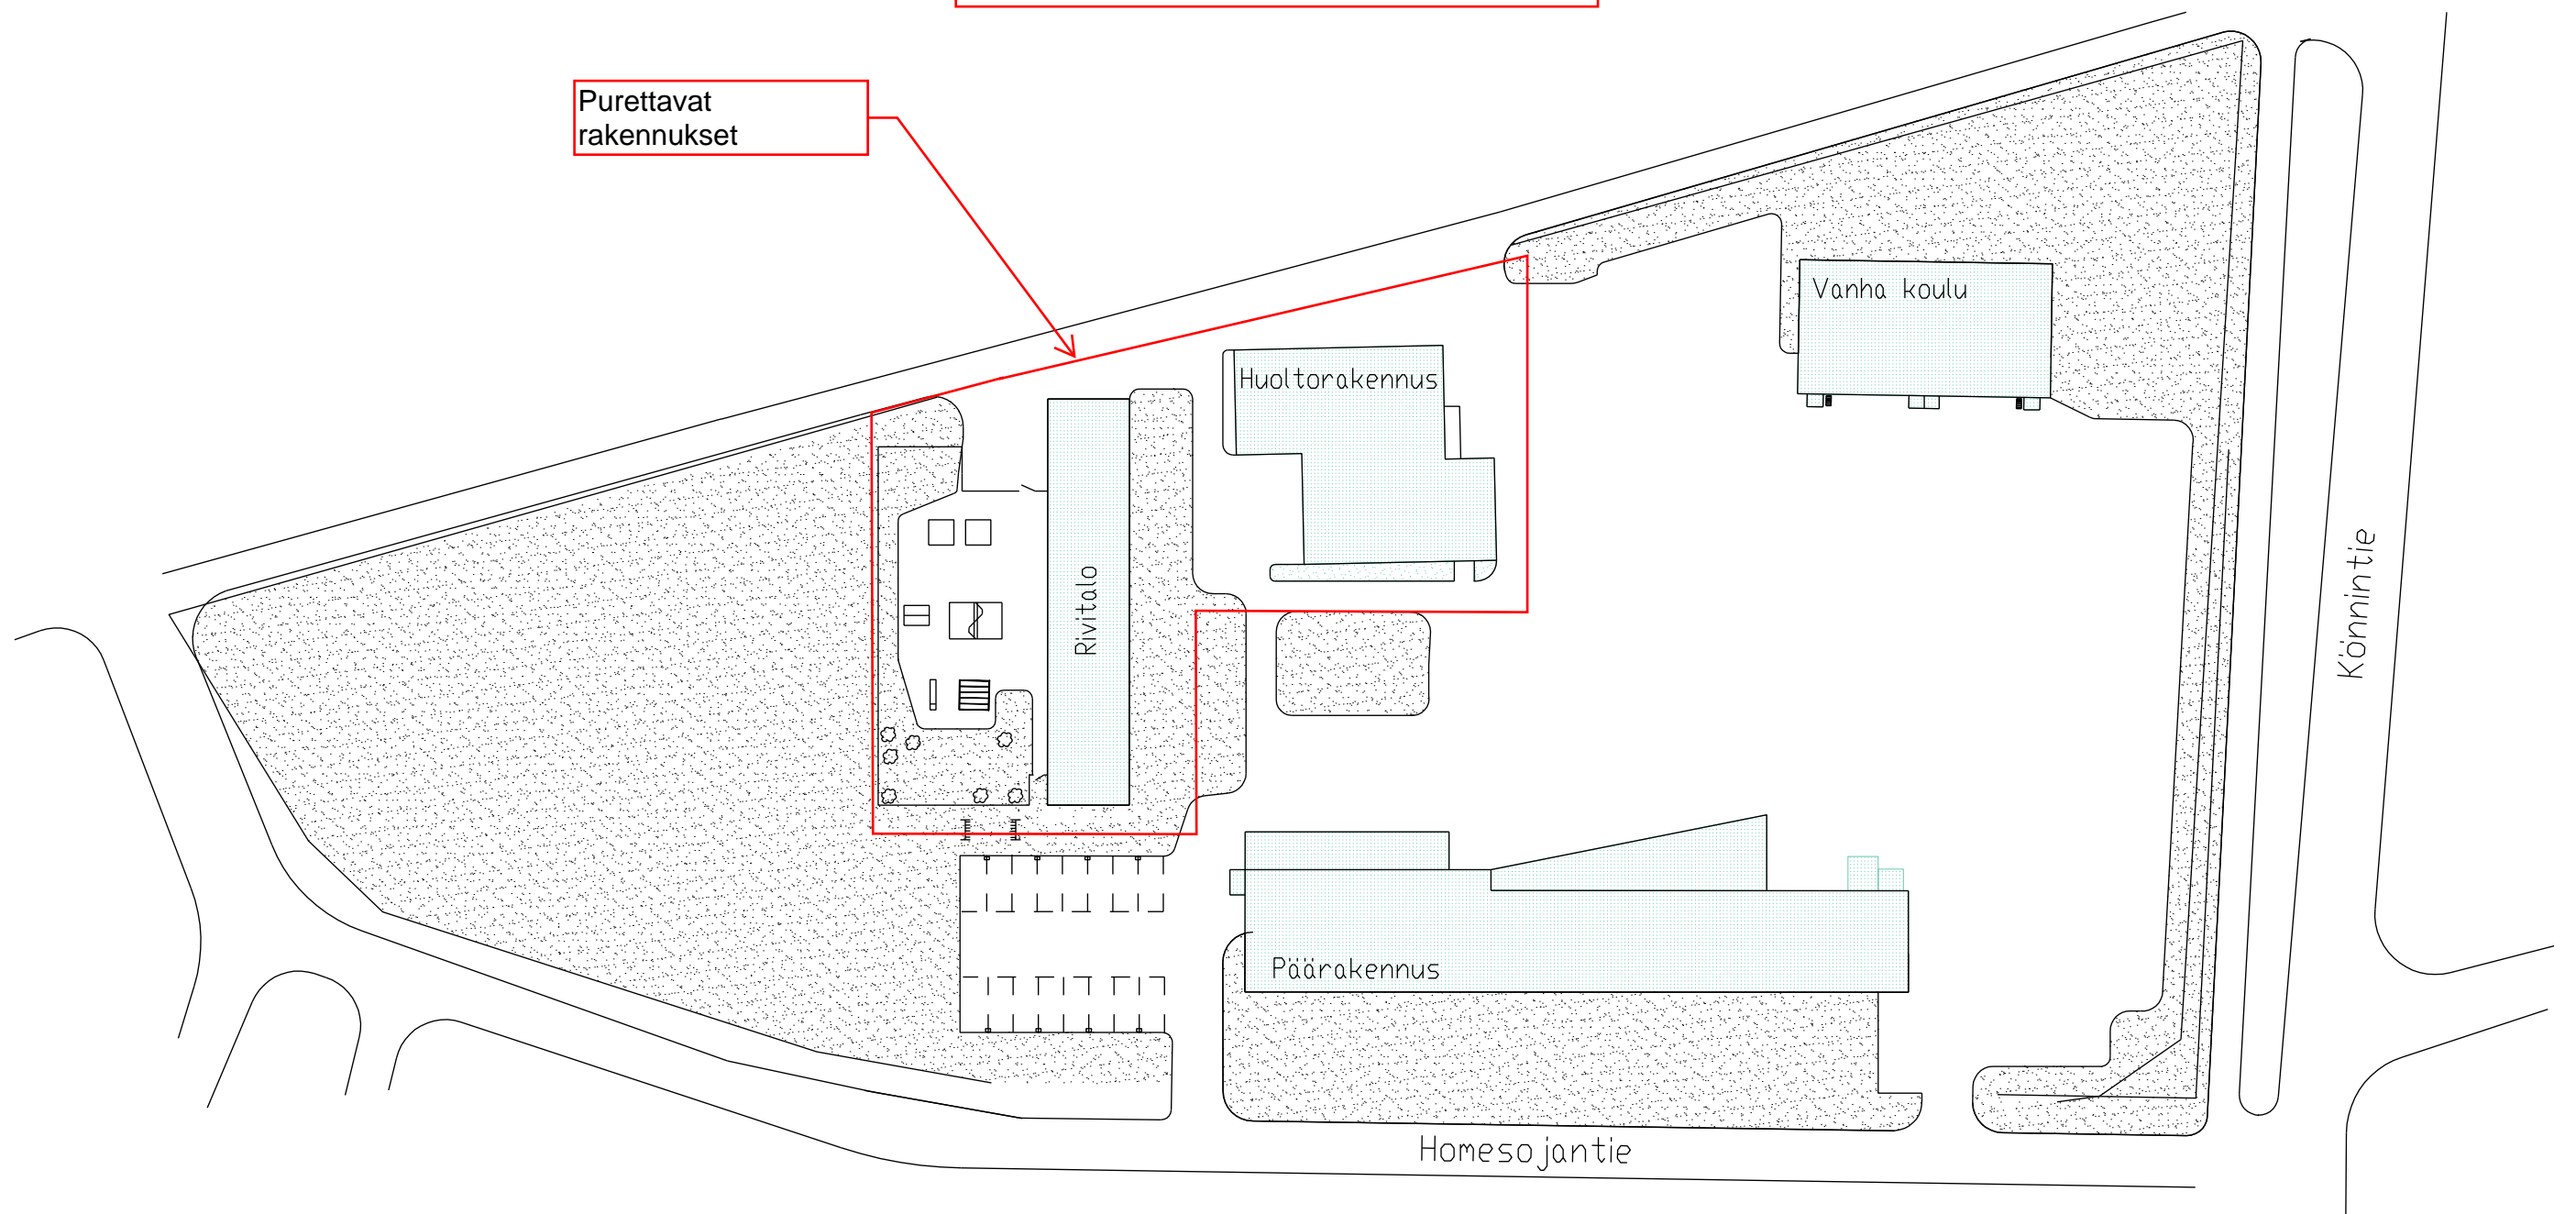 Purettavat
rakennukset
Vanha koulu
Huoltorakennus
Rivitalo
Könnintie
Päärakennus
Homesojantie